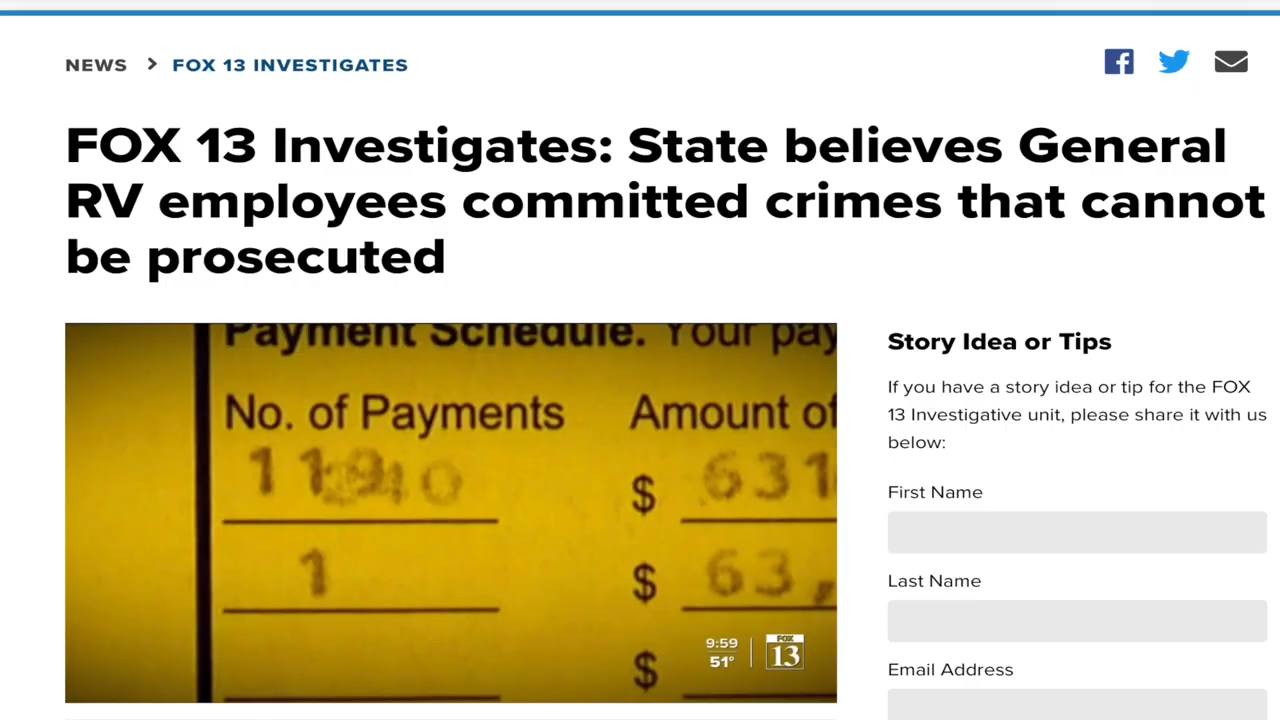 NEWS > FOX 13 INVESTIGATES
FOX 13 Investigates: State believes General
RV employees committed crimes that cannot
be prosecuted
Payment Schedule. Your pay
No. of Payments
Amount of
$ 631
1
$ 63,
$
9:59
51°
FOX
13
Story Idea or Tips
If you have a story idea or tip for the FOX
13 Investigative unit, please share it with us
below:
First Name
Last Name
Email Address